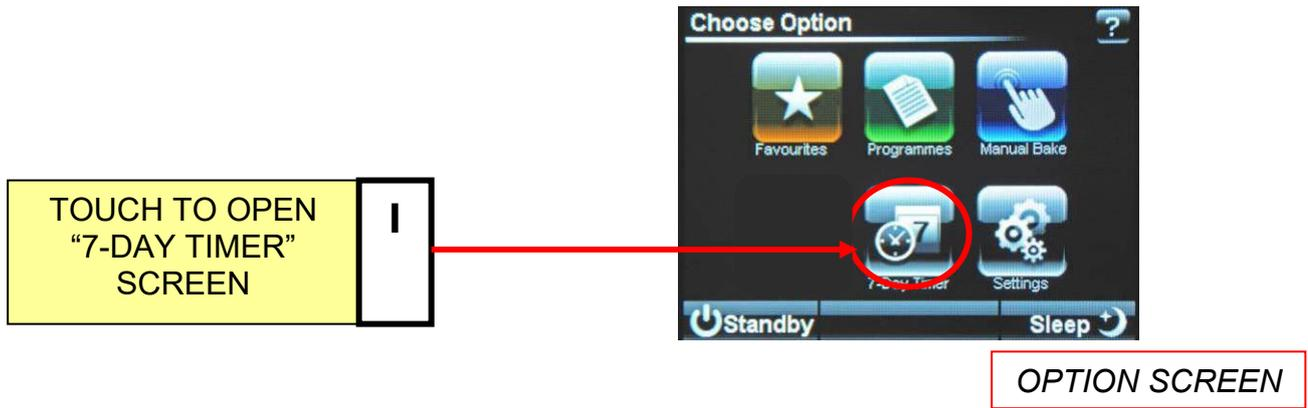 Choose Option
?
Favourites
Programmes
Manual Bake
TOUCH TO OPEN
“7-DAY TIMER”
SCREEN
I
7
7-Day Timer
Settings
Standby
Sleep
OPTION SCREEN